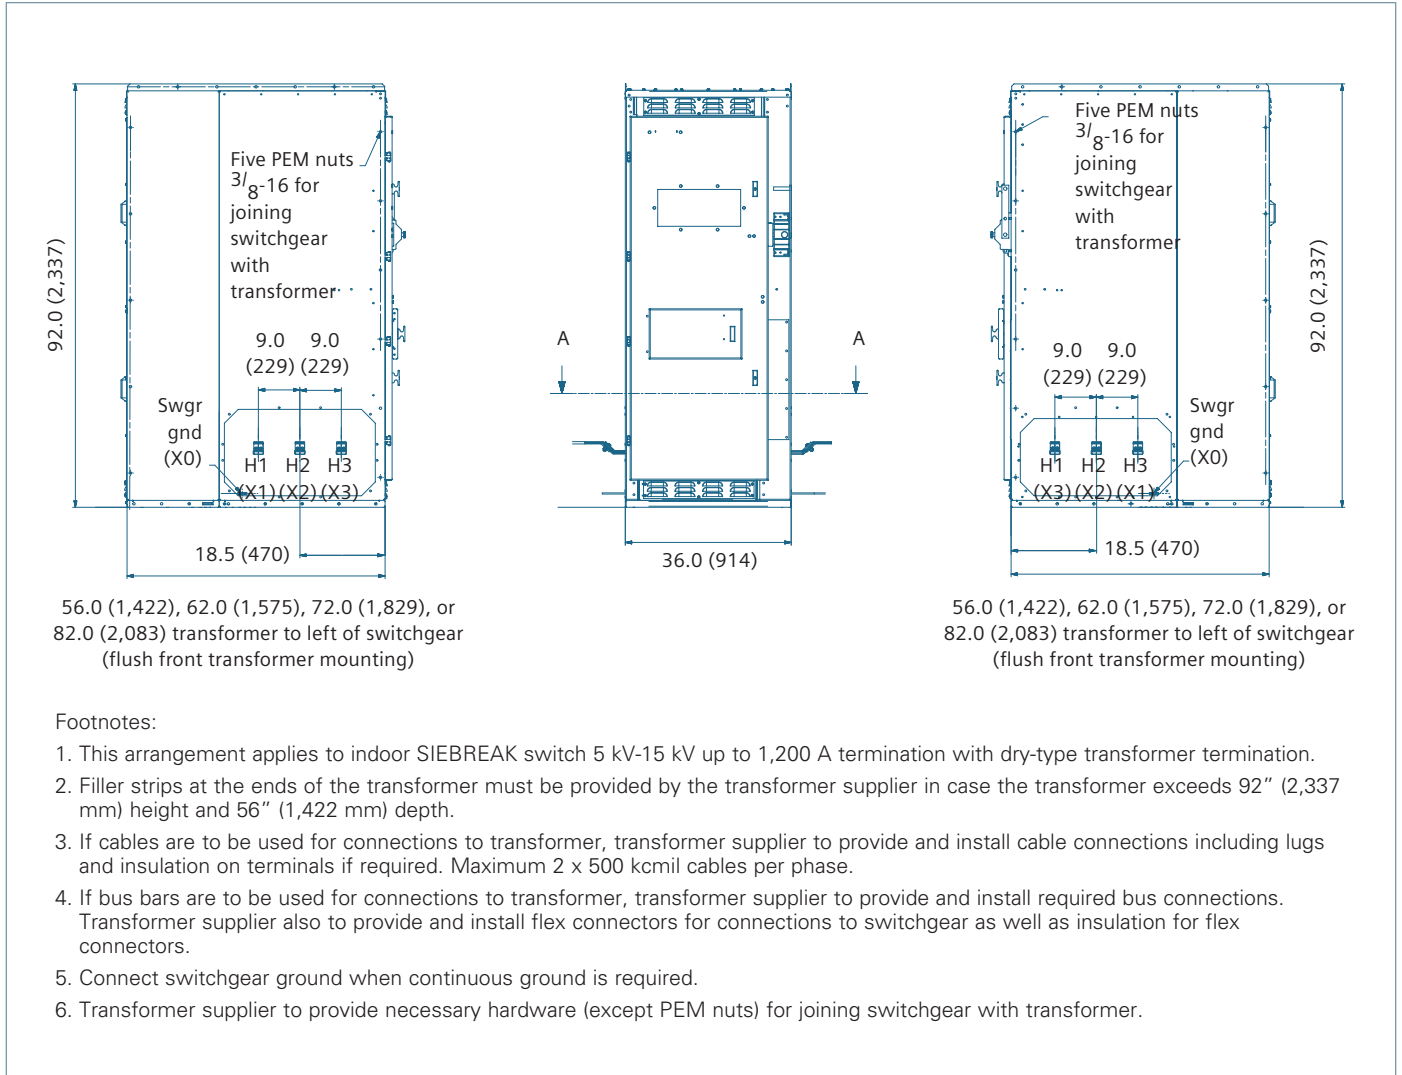 Five PEM nuts
3/8-16 for
joining
switchgear
with
transformer
92.0 (2,337)
9.0 9.0
(229) (229)
Swgr
gnd
(X0)
H1 H2 H3
(X1) (X2) (X3)
18.5 (470)
56.0 (1,422), 62.0 (1,575), 72.0 (1,829), or
82.0 (2,083) transformer to left of switchgear
(flush front transformer mounting)
A
A
36.0 (914)
Five PEM nuts
3/8-16 for
joining
switchgear
with
transformer
92.0 (2,337)
9.0 9.0
(229) (229)
Swgr
gnd
(X0)
H1 H2 H3
(X3) (X2) (X1)
18.5 (470)
56.0 (1,422), 62.0 (1,575), 72.0 (1,829), or
82.0 (2,083) transformer to left of switchgear
(flush front transformer mounting)
Footnotes:
1. This arrangement applies to indoor SIEBREAK switch 5 kV-15 kV up to 1,200 A termination with dry-type transformer termination.
2. Filler strips at the ends of the transformer must be provided by the transformer supplier in case the transformer exceeds 92” (2,337
mm) height and 56” (1,422 mm) depth.
3. If cables are to be used for connections to transformer, transformer supplier to provide and install cable connections including lugs
and insulation on terminals if required. Maximum 2 x 500 kcmil cables per phase.
4. If bus bars are to be used for connections to transformer, transformer supplier to provide and install required bus connections.
Transformer supplier also to provide and install flex connectors for connections to switchgear as well as insulation for flex
connectors.
5. Connect switchgear ground when continuous ground is required.
6. Transformer supplier to provide necessary hardware (except PEM nuts) for joining switchgear with transformer.